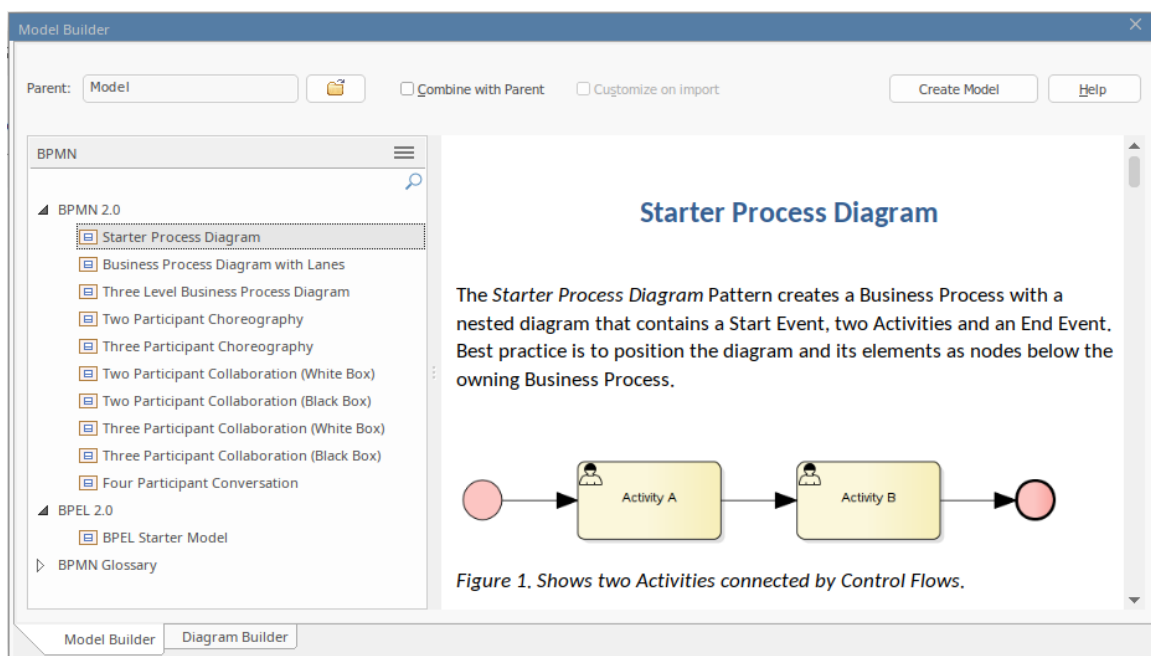 Model Builder
Parent: Model Combine with Parent Customize on import Create Model Help
BPMN
BPMN 2.0
Starter Process Diagram
Business Process Diagram with Lanes
Three Level Business Process Diagram
Two Participant Choreography
Three Participant Choreography
Two Participant Collaboration (White Box)
Two Participant Collaboration (Black Box)
Three Participant Collaboration (White Box)
Three Participant Collaboration (Black Box)
Four Participant Conversation
BPEL 2.0
BPEL Starter Model
BPMN Glossary
Starter Process Diagram
The Starter Process Diagram Pattern creates a Business Process with a
nested diagram that contains a Start Event, two Activities and an End Event.
Best practice is to position the diagram and its elements as nodes below the
owning Business Process.
Activity A Activity B
Figure 1. Shows two Activities connected by Control Flows.
Model Builder Diagram Builder